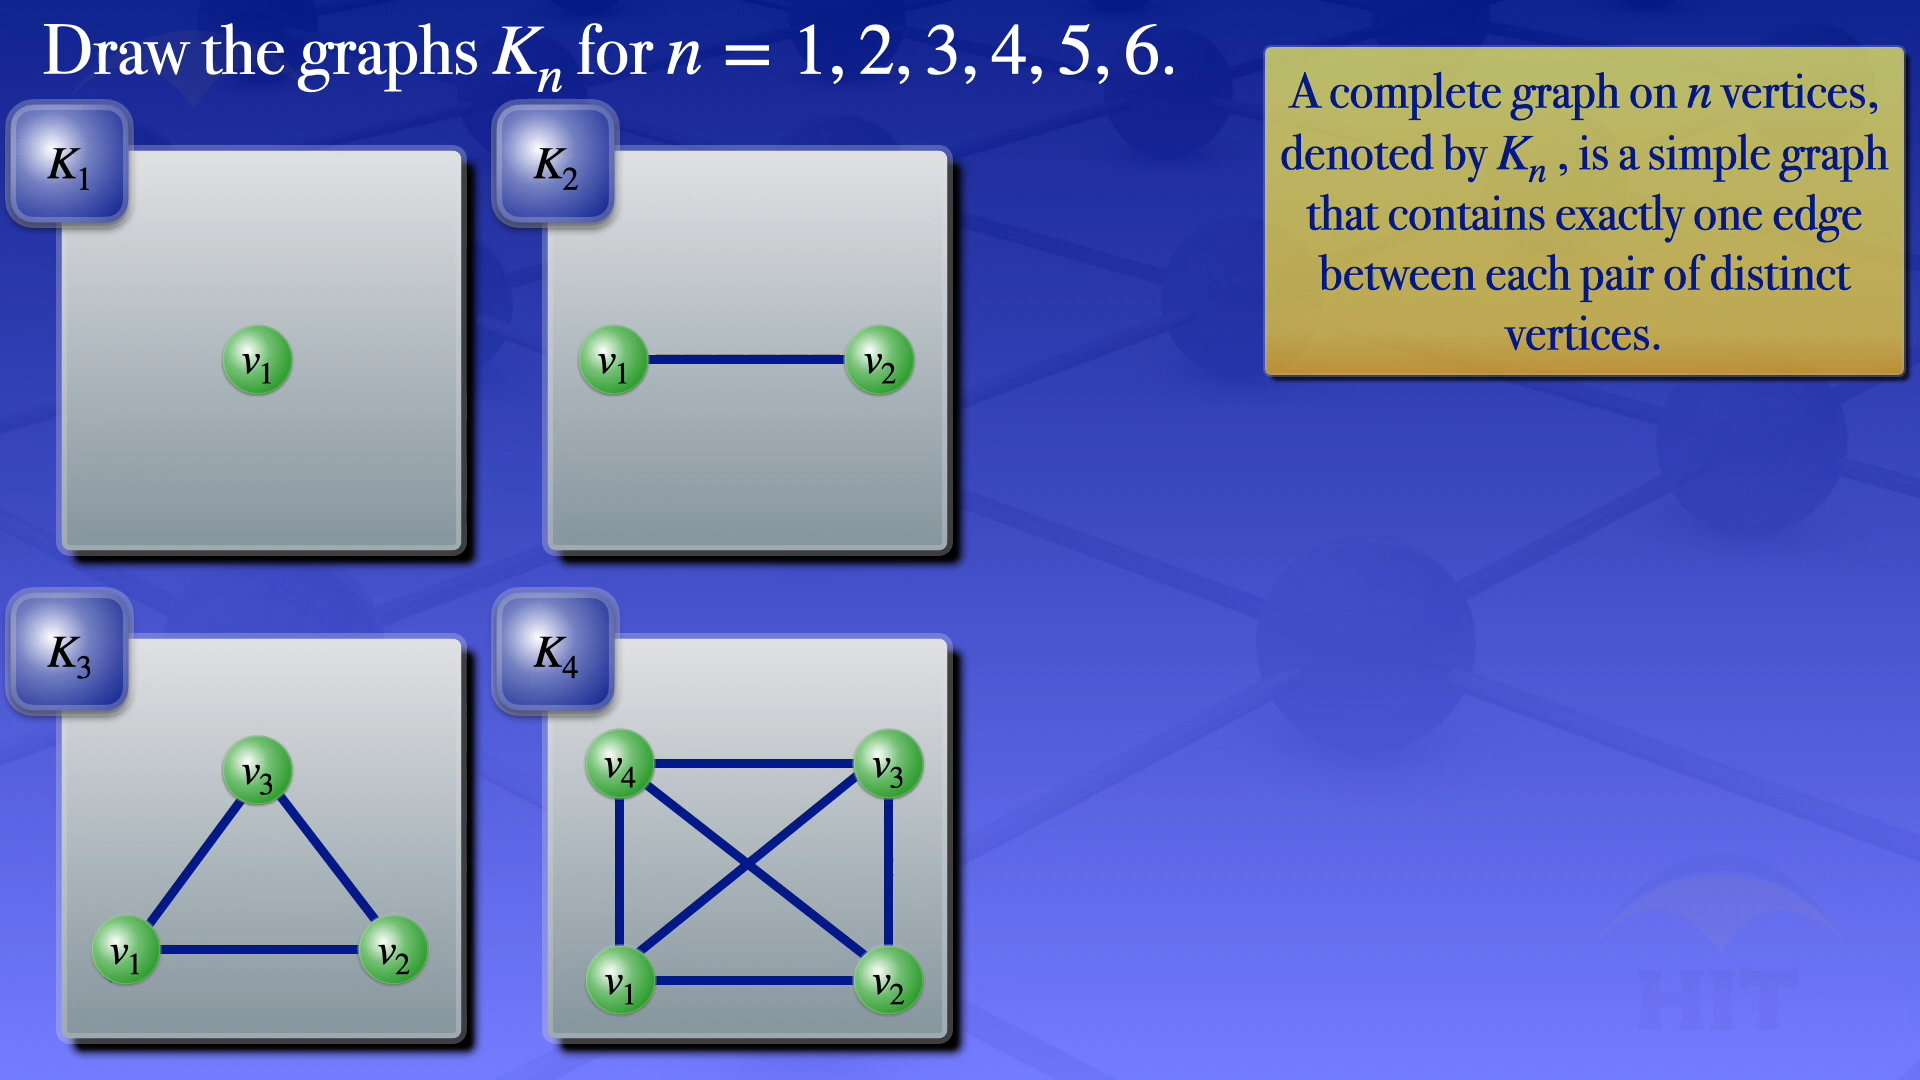 Draw the graphs Kₙ for n = 1, 2, 3, 4, 5, 6.
A complete graph on n vertices,
denoted by Kₙ , is a simple graph
that contains exactly one edge
between each pair of distinct
vertices.
K₁
v₁
K₂
v₁ v₂
K₃
v₃
v₁ v₂
K₄
v₄ v₃
v₁ v₂
HIT